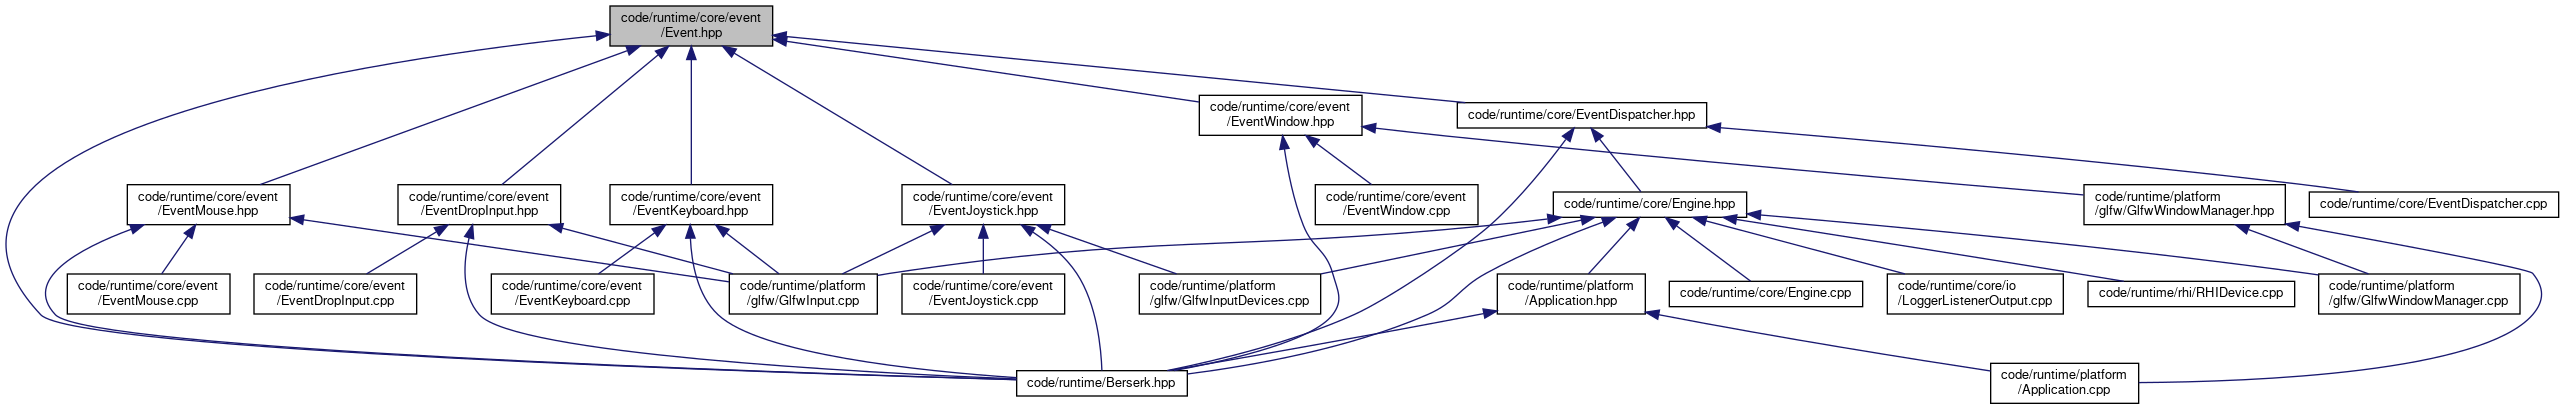 code/runtime/core/event
/Event.hpp
code/runtime/core/event
/EventWindow.hpp
code/runtime/core/EventDispatcher.hpp
code/runtime/core/event
/EventMouse.hpp
code/runtime/core/event
/EventDropInput.hpp
code/runtime/core/event
/EventKeyboard.hpp
code/runtime/core/event
/EventJoystick.hpp
code/runtime/core/event
/EventWindow.cpp
code/runtime/core/Engine.hpp
code/runtime/platform
/glfw/GlfwWindowManager.hpp
code/runtime/core/EventDispatcher.cpp
code/runtime/core/event
/EventMouse.cpp
code/runtime/core/event
/EventDropInput.cpp
code/runtime/core/event
/EventKeyboard.cpp
code/runtime/platform
/glfw/GlfwInput.cpp
code/runtime/core/event
/EventJoystick.cpp
code/runtime/platform
/glfw/GlfwInputDevices.cpp
code/runtime/platform
/Application.hpp
code/runtime/core/Engine.cpp
code/runtime/core/io
/LoggerListenerOutput.cpp
code/runtime/rhi/RHIDevice.cpp
code/runtime/platform
/glfw/GlfwWindowManager.cpp
code/runtime/Berserk.hpp
code/runtime/platform
/Application.cpp